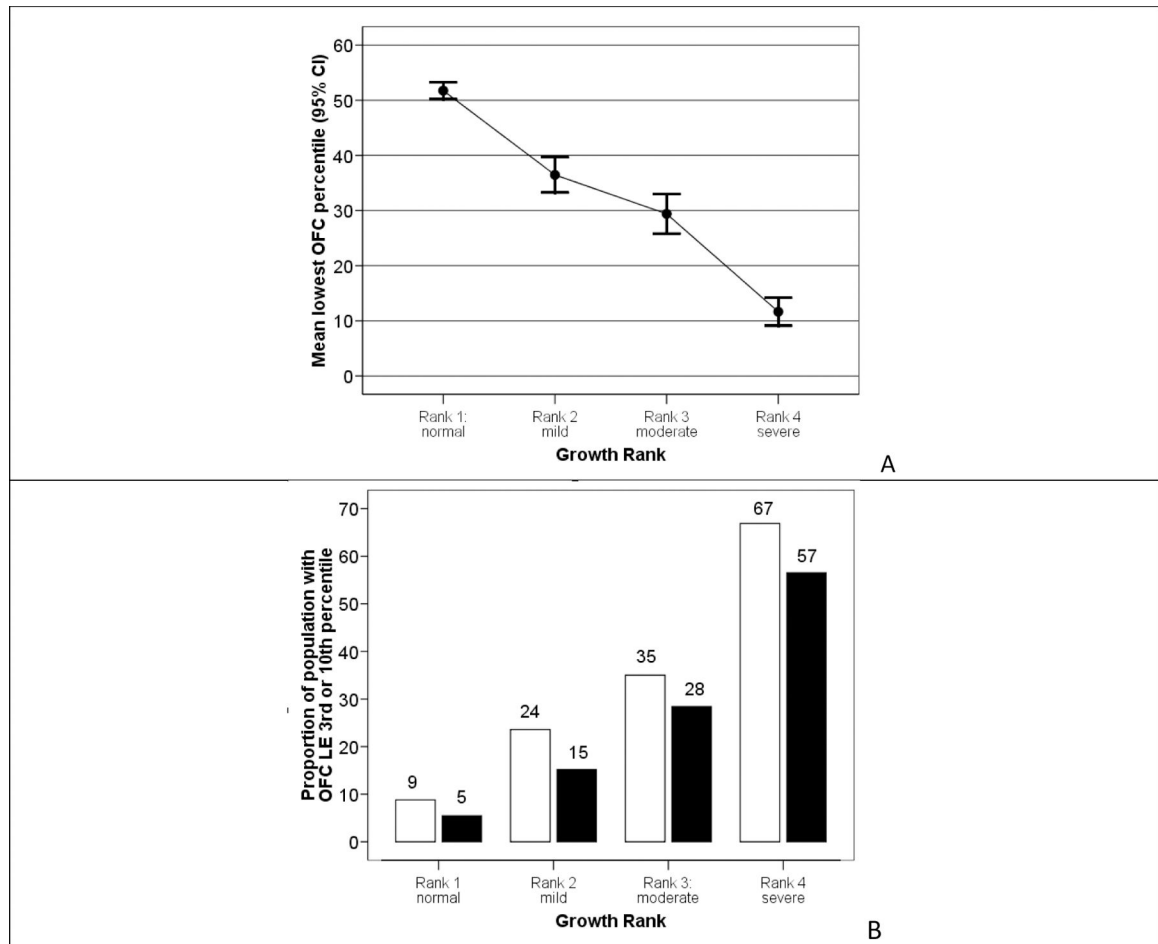 Mean lowest OFC percentile (95% CI)
60
50
40
30
20
10
0
Rank 1: Rank 2 Rank 3 Rank 4
normal mild moderate severe
Growth Rank
A
Proportion of population with
OFC LE 3rd or 10th percentile
70
60
50
40
30
20
10
0
9 5 24 15 35 28 67 57
Rank 1 Rank 2 Rank 3: Rank 4
normal mild moderate severe
Growth Rank
B